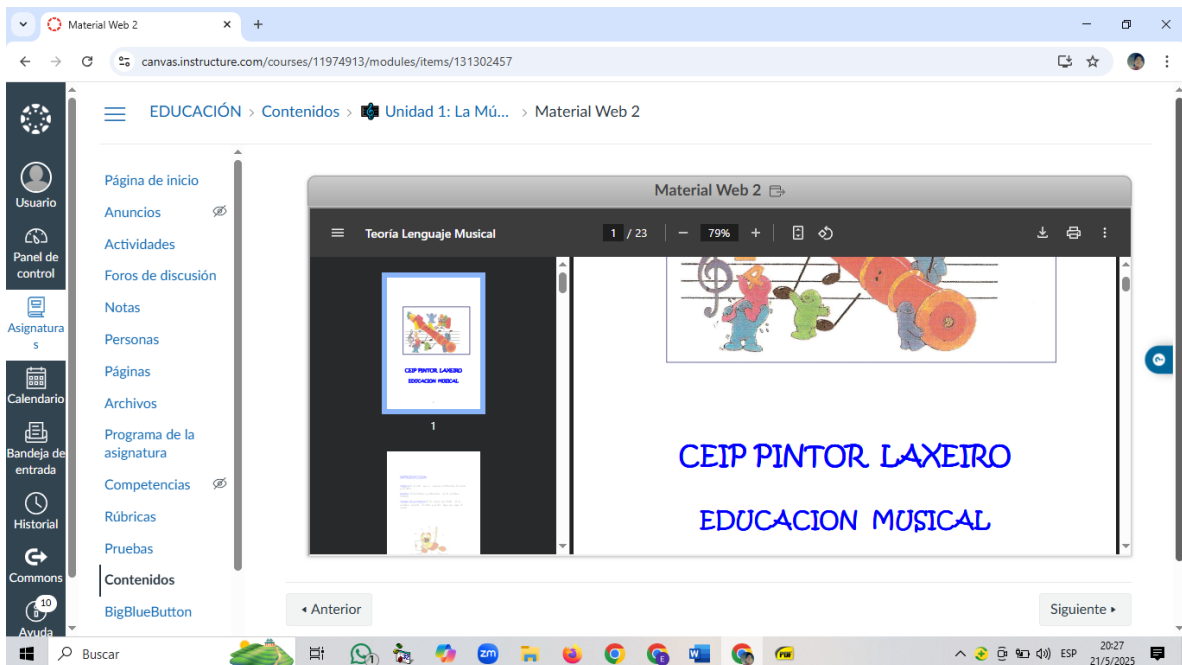 Material Web 2
canvas.instructure.com/courses/11974913/modules/items/131302457
EDUCACIÓN › Contenidos › Unidad 1: La Mú... › Material Web 2
Usuario
Panel de
control
Asignatura
s
Calendario
Bandeja de
entrada
Historial
Commons
10
Ayuda
Página de inicio
Anuncios
Actividades
Foros de discusión
Notas
Personas
Páginas
Archivos
Programa de la
asignatura
Competencias
Rúbricas
Pruebas
Contenidos
BigBlueButton
Material Web 2
Teoría Lenguaje Musical
1 / 23
79%
CEIP PINTOR LAXEIRO
EDUCACION MUSICAL
1
INTRODUCCION
CEIP PINTOR LAXEIRO
EDUCACION MUSICAL
Anterior
Siguiente
Buscar
zm
ESP
20:27
21/5/2025